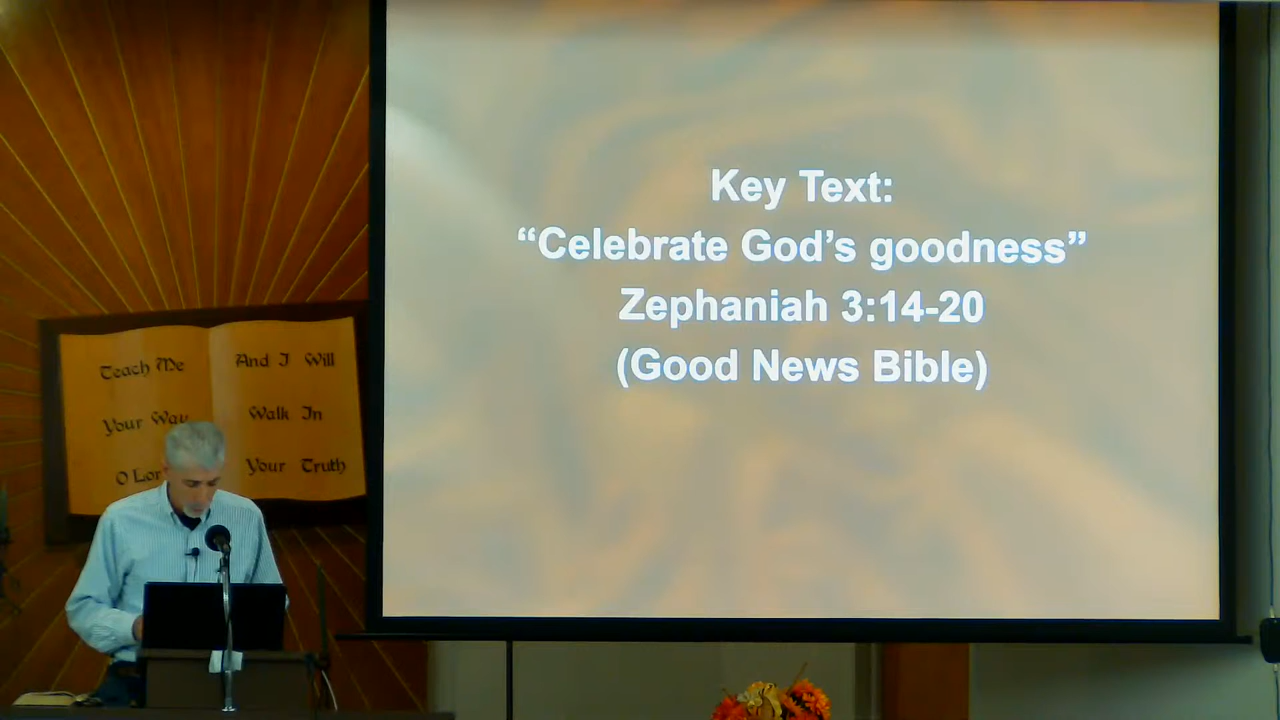 Key Text:
“Celebrate God’s goodness”
Zephaniah 3:14-20
(Good News Bible)
Teach Me
Your Way
O Lor
And I Will
Walk In
Your Truth